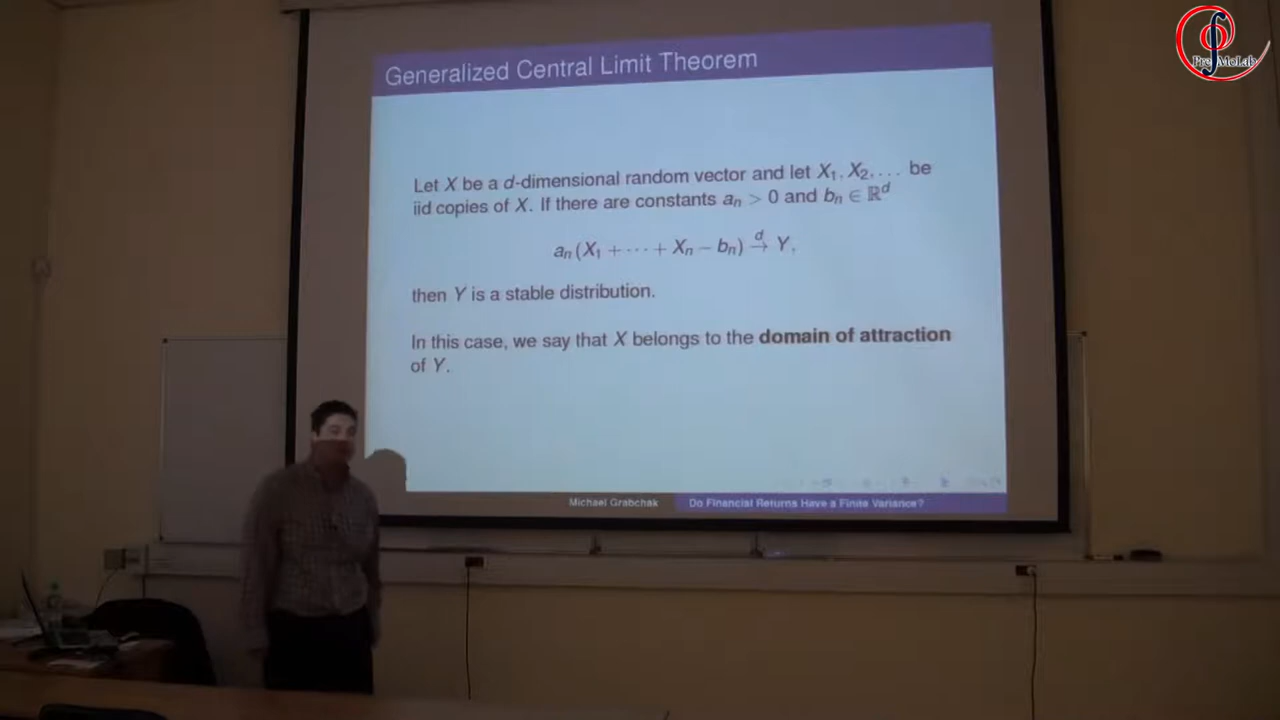 Generalized Central Limit Theorem
Let X be a d-dimensional random vector and let X₁, X₂, . . . be
iid copies of X. If there are constants aₙ > 0 and bₙ ∈ ℝᵈ
aₙ(X₁ + · · · + Xₙ − bₙ) →ᵈ Y,
then Y is a stable distribution.
In this case, we say that X belongs to the domain of attraction
of Y.
Michael Grabchak Do Financial Returns Have a Finite Variance?
PreMoLab